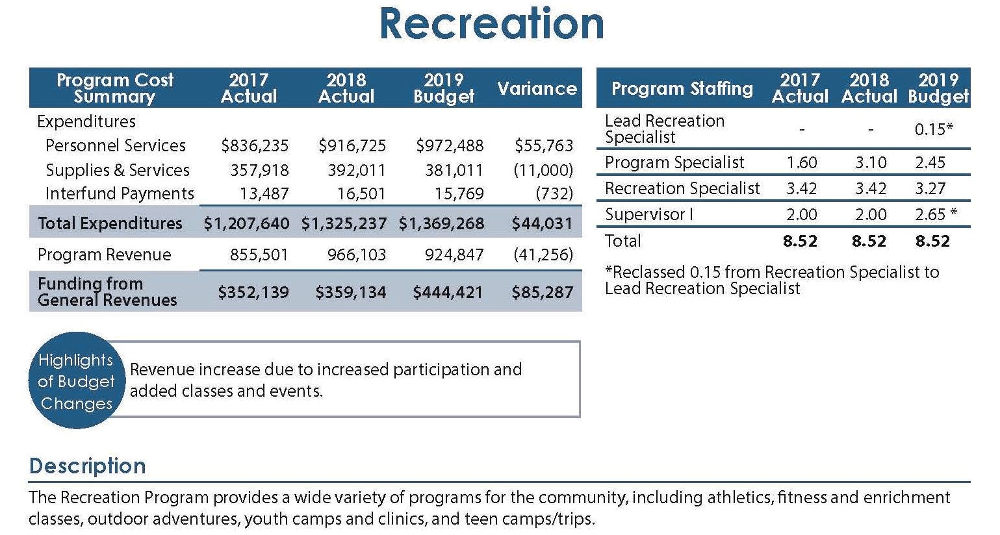 Recreation
Program Cost Summary 2017 Actual 2018 Actual 2019 Budget Variance
Expenditures
Personnel Services $836,235 $916,725 $972,488 $55,763
Supplies & Services 357,918 392,011 381,011 (11,000)
Interfund Payments 13,487 16,501 15,769 (732)
Total Expenditures $1,207,640 $1,325,237 $1,369,268 $44,031
Program Revenue 855,501 966,103 924,847 (41,256)
Funding from
General Revenues $352,139 $359,134 $444,421 $85,287
Program Staffing 2017 Actual 2018 Actual 2019 Budget
Lead Recreation
Specialist - - 0.15*
Program Specialist 1.60 3.10 2.45
Recreation Specialist 3.42 3.42 3.27
Supervisor I 2.00 2.00 2.65 *
Total 8.52 8.52 8.52
*Reclassed 0.15 from Recreation Specialist to
Lead Recreation Specialist
Highlights
of Budget
Changes
Revenue increase due to increased participation and
added classes and events.
Description
The Recreation Program provides a wide variety of programs for the community, including athletics, fitness and enrichment
classes, outdoor adventures, youth camps and clinics, and teen camps/trips.